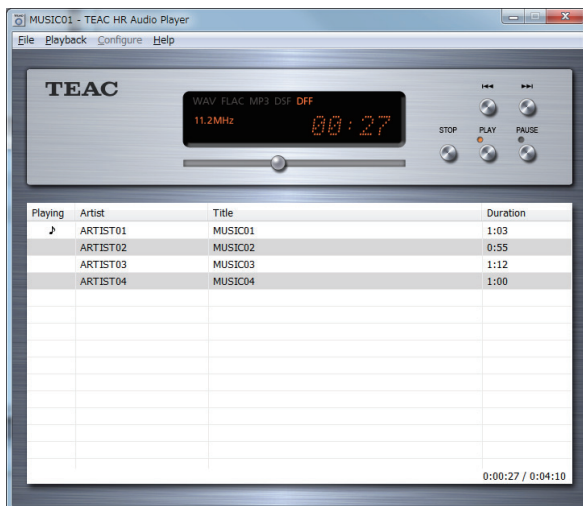 MUSIC01 - TEAC HR Audio Player
File Playback Configure Help
TEAC
WAV FLAC MP3 DSF DFF
11.2MHz
00:27
STOP PLAY PAUSE
Playing Artist Title Duration
♪ ARTIST01 MUSIC01 1:03
ARTIST02 MUSIC02 0:55
ARTIST03 MUSIC03 1:12
ARTIST04 MUSIC04 1:00
0:00:27 / 0:04:10